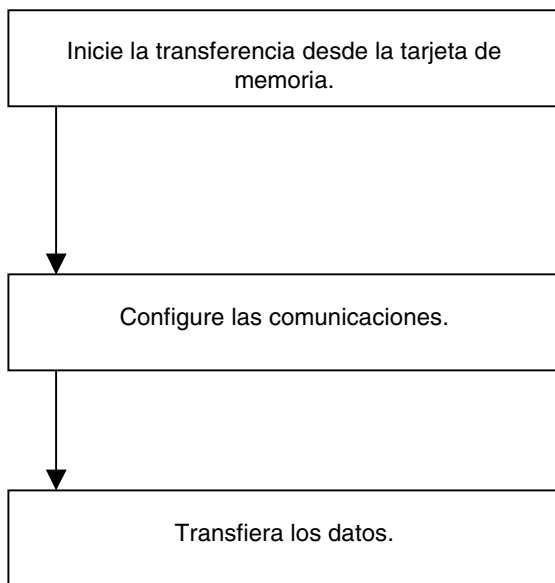 Inicie la transferencia desde la tarjeta de
memoria.
Configure las comunicaciones.
Transfiera los datos.